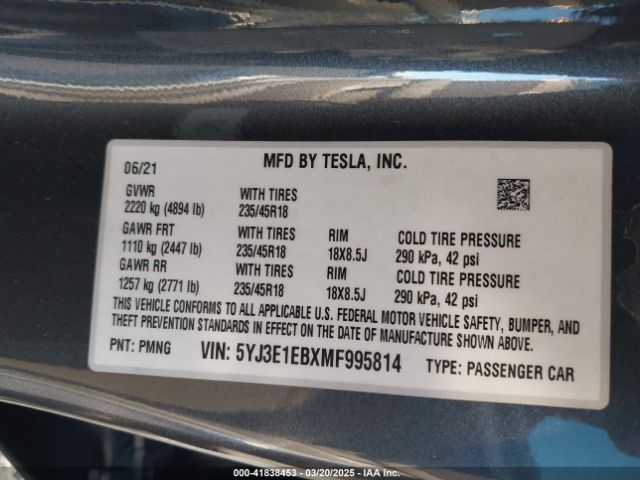 MFD BY TESLA, INC.
06/21
GVWR WITH TIRES
2220 kg (4894 lb) 235/45R18
GAWR FRT WITH TIRES RIM COLD TIRE PRESSURE
1110 kg (2447 lb) 235/45R18 18X8.5J 290 kPa, 42 psi
GAWR RR WITH TIRES RIM COLD TIRE PRESSURE
1257 kg (2771 lb) 235/45R18 18X8.5J 290 kPa, 42 psi
THIS VEHICLE CONFORMS TO ALL APPLICABLE U.S. FEDERAL MOTOR VEHICLE SAFETY, BUMPER, AND
THEFT PREVENTION STANDARDS IN EFFECT ON THE DATE OF MANUFACTURE SHOWN ABOVE.
PNT: PMNG VIN: 5YJ3E1EBXMF995814 TYPE: PASSENGER CAR
000-41838453 - 03/20/2025 - IAA Inc.